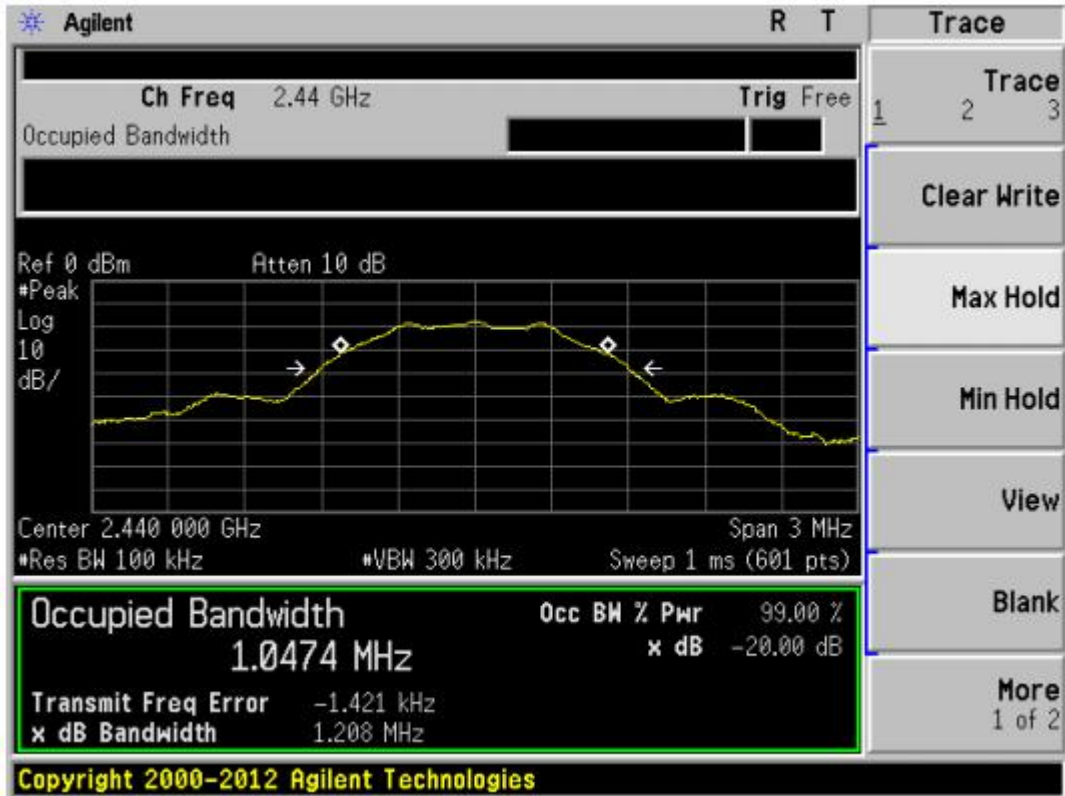 Agilent R T Trace
Ch Freq 2.44 GHz Trig Free
Occupied Bandwidth
Trace
1 2 3
Clear Write
Max Hold
Min Hold
View
Blank
More
1 of 2
Ref 0 dBm Atten 10 dB
#Peak
Log
10
dB/
Center 2.440 000 GHz Span 3 MHz
#Res BW 100 kHz #VBW 300 kHz Sweep 1 ms (601 pts)
Occupied Bandwidth Occ BW % Pwr 99.00 %
1.0474 MHz x dB -20.00 dB
Transmit Freq Error -1.421 kHz
x dB Bandwidth 1.208 MHz
Copyright 2000-2012 Agilent Technologies